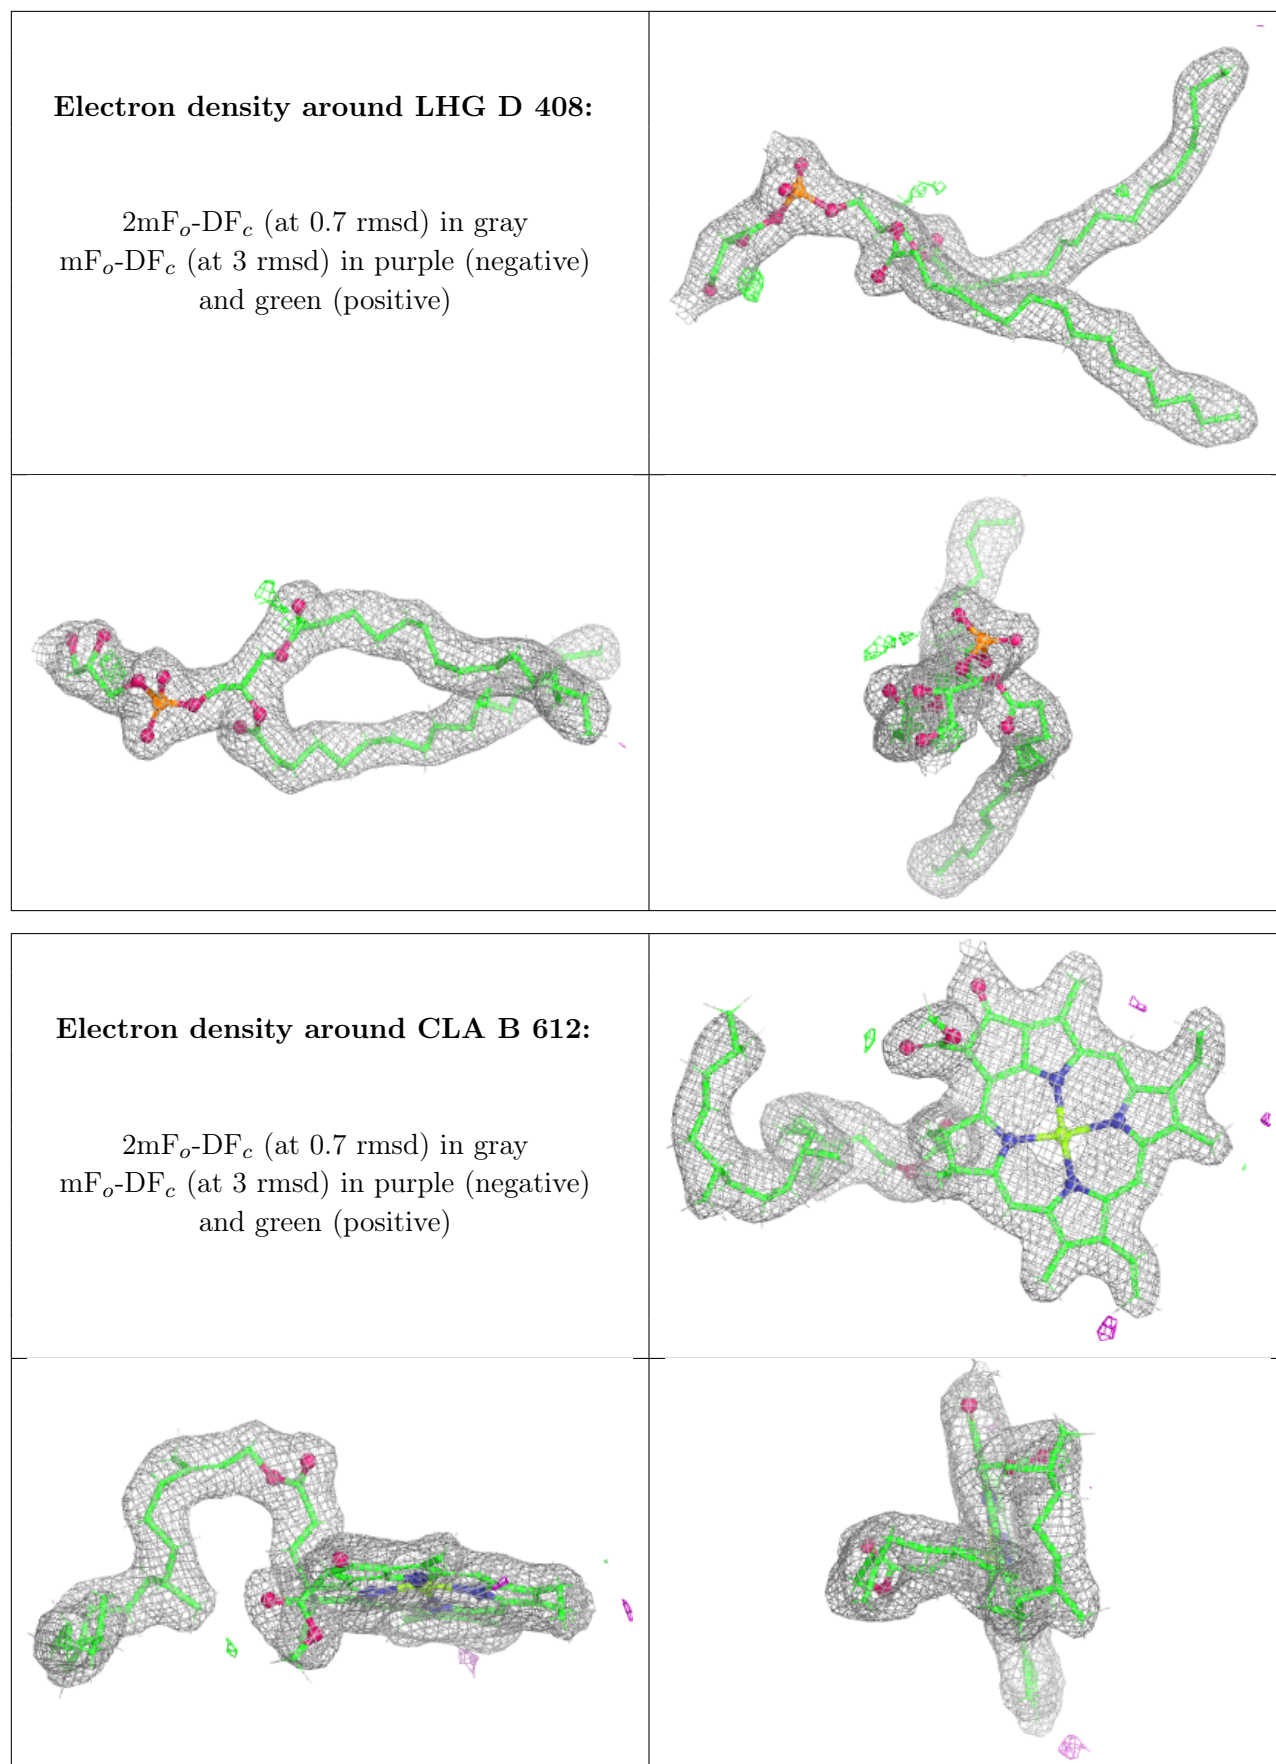 Electron density around LHG D 408:
2mFₒ-DF𝒸 (at 0.7 rmsd) in gray
mFₒ-DF𝒸 (at 3 rmsd) in purple (negative)
and green (positive)
Electron density around CLA B 612:
2mFₒ-DF𝒸 (at 0.7 rmsd) in gray
mFₒ-DF𝒸 (at 3 rmsd) in purple (negative)
and green (positive)